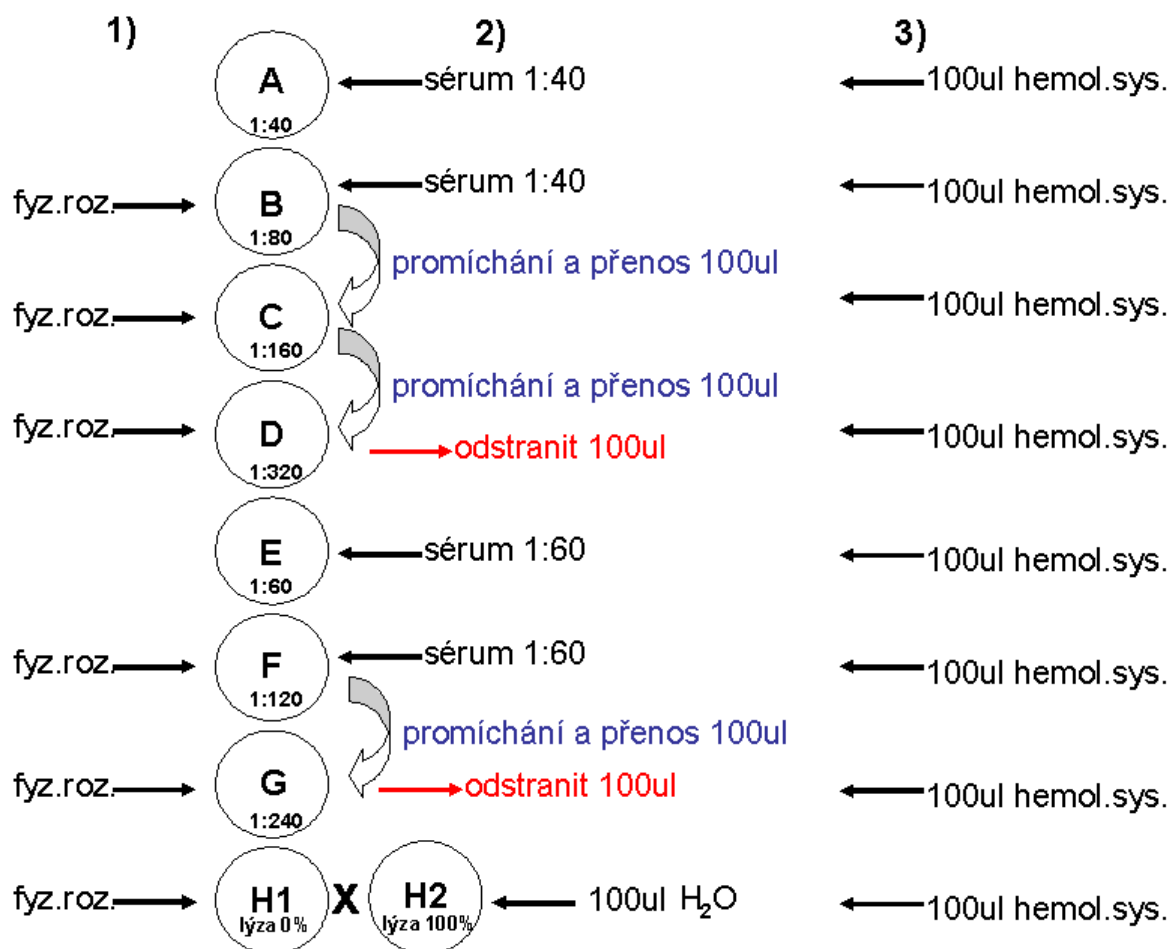 1) 2) 3)
A
1:40
sérum 1:40
100ul hemol.sys.
fyz.roz.
B
1:80
sérum 1:40
100ul hemol.sys.
promíchání a přenos 100ul
fyz.roz.
C
1:160
100ul hemol.sys.
promíchání a přenos 100ul
fyz.roz.
D
1:320
odstranit 100ul
100ul hemol.sys.
E
1:60
sérum 1:60
100ul hemol.sys.
fyz.roz.
F
1:120
sérum 1:60
100ul hemol.sys.
promíchání a přenos 100ul
fyz.roz.
G
1:240
odstranit 100ul
100ul hemol.sys.
fyz.roz.
H1
lýza 0%
X
H2
lýza 100%
100ul H₂O
100ul hemol.sys.